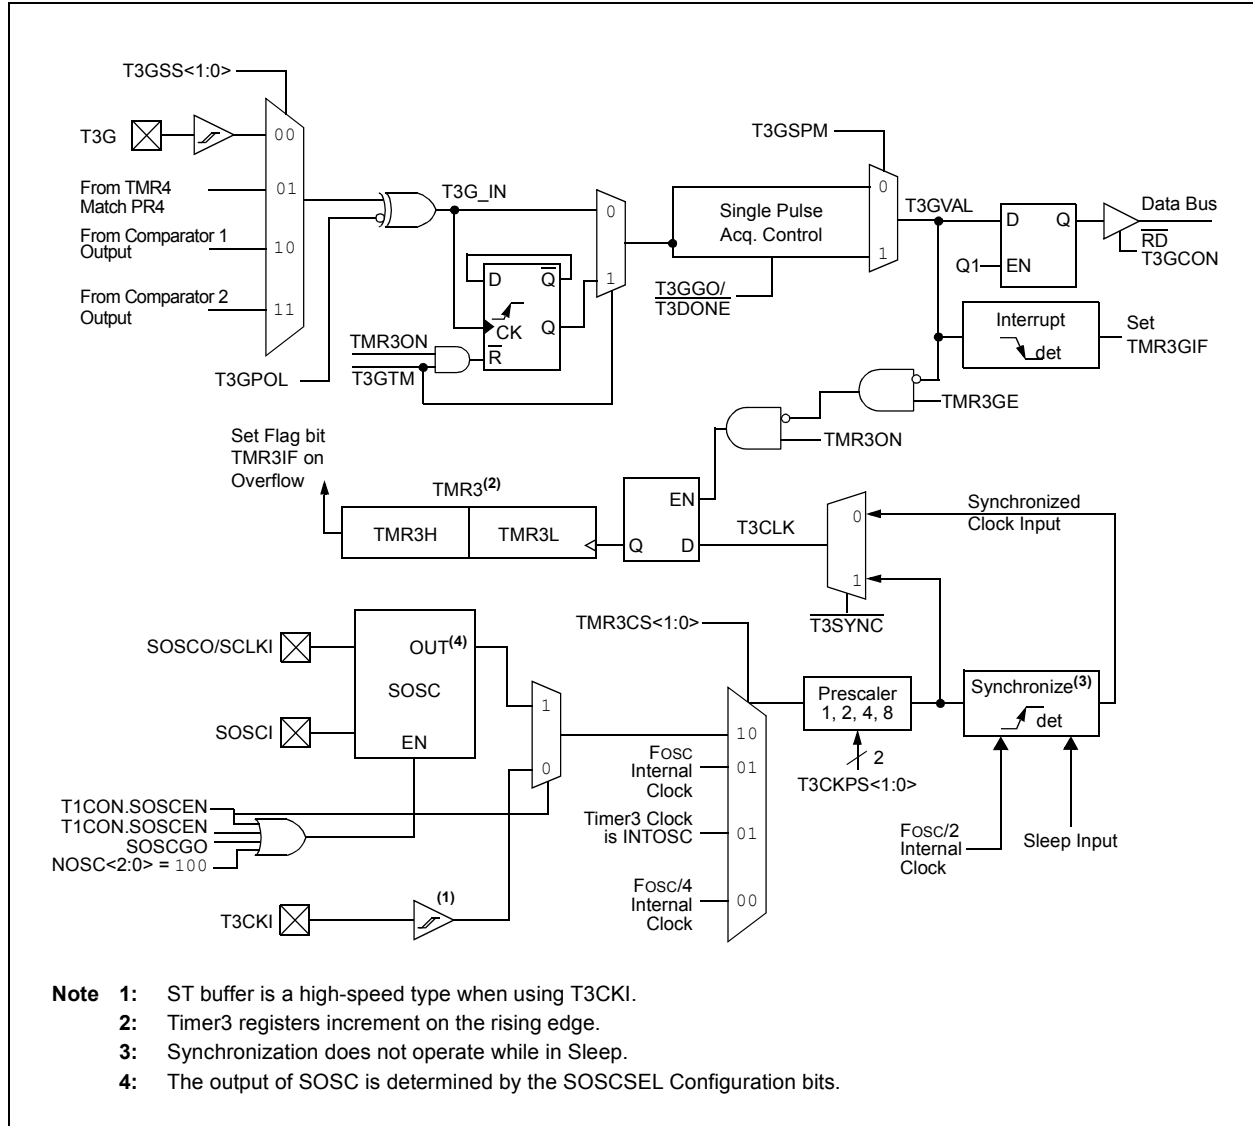 T3GSS<1:0>
T3G
00
From TMR4
Match PR4
01
From Comparator 1
Output
10
From Comparator 2
Output
11
T3GPOL
T3G_IN
0
1
D
Q
CK
Q
R
TMR3ON
T3GTM
Single Pulse
Acq. Control
T3GSPM
0
1
T3GGO/
T3DONE
T3GVAL
D
Q
Q1
EN
Data Bus
RD
T3GCON
Interrupt
det
Set
TMR3GIF
TMR3GE
TMR3ON
Set Flag bit
TMR3IF on
Overflow
TMR3(2)
TMR3H
TMR3L
EN
Q
D
T3CLK
0
1
Synchronized
Clock Input
T3SYNC
SOSCO/SCLKI
OUT(4)
SOSC
SOSCI
EN
1
0
T1CON.SOSCEN
T1CON.SOSCEN
SOSCGO
NOSC<2:0> = 100
T3CKI
(1)
TMR3CS<1:0>
10
FOSC
Internal
Clock
01
Timer3 Clock
is INTOSC
01
FOSC/4
Internal
Clock
00
Prescaler
1, 2, 4, 8
2
T3CKPS<1:0>
Synchronize(3)
det
FOSC/2
Internal
Clock
Sleep Input
Note 1: ST buffer is a high-speed type when using T3CKI.
2: Timer3 registers increment on the rising edge.
3: Synchronization does not operate while in Sleep.
4: The output of SOSC is determined by the SOSCSEL Configuration bits.